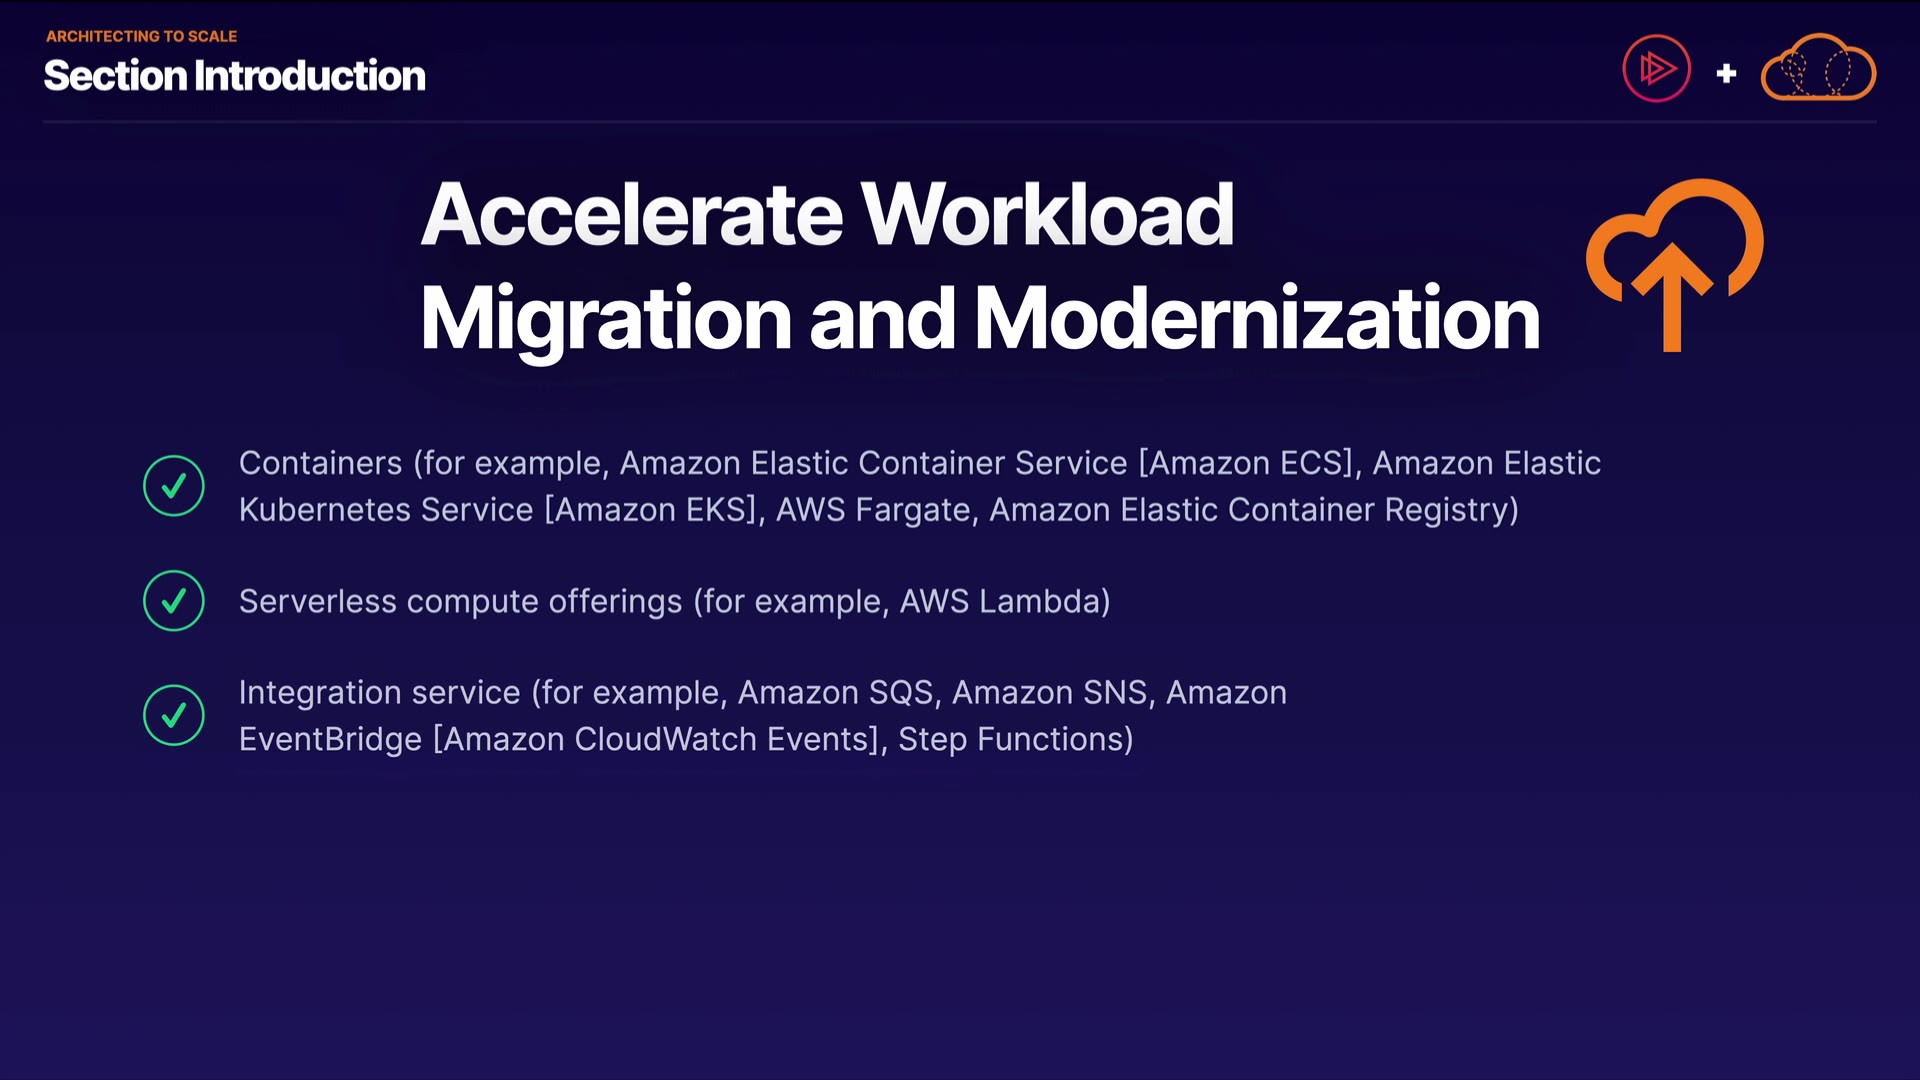 ARCHITECTING TO SCALE
Section Introduction
Accelerate Workload
Migration and Modernization
Containers (for example, Amazon Elastic Container Service [Amazon ECS], Amazon Elastic
Kubernetes Service [Amazon EKS], AWS Fargate, Amazon Elastic Container Registry)
Serverless compute offerings (for example, AWS Lambda)
Integration service (for example, Amazon SQS, Amazon SNS, Amazon
EventBridge [Amazon CloudWatch Events], Step Functions)